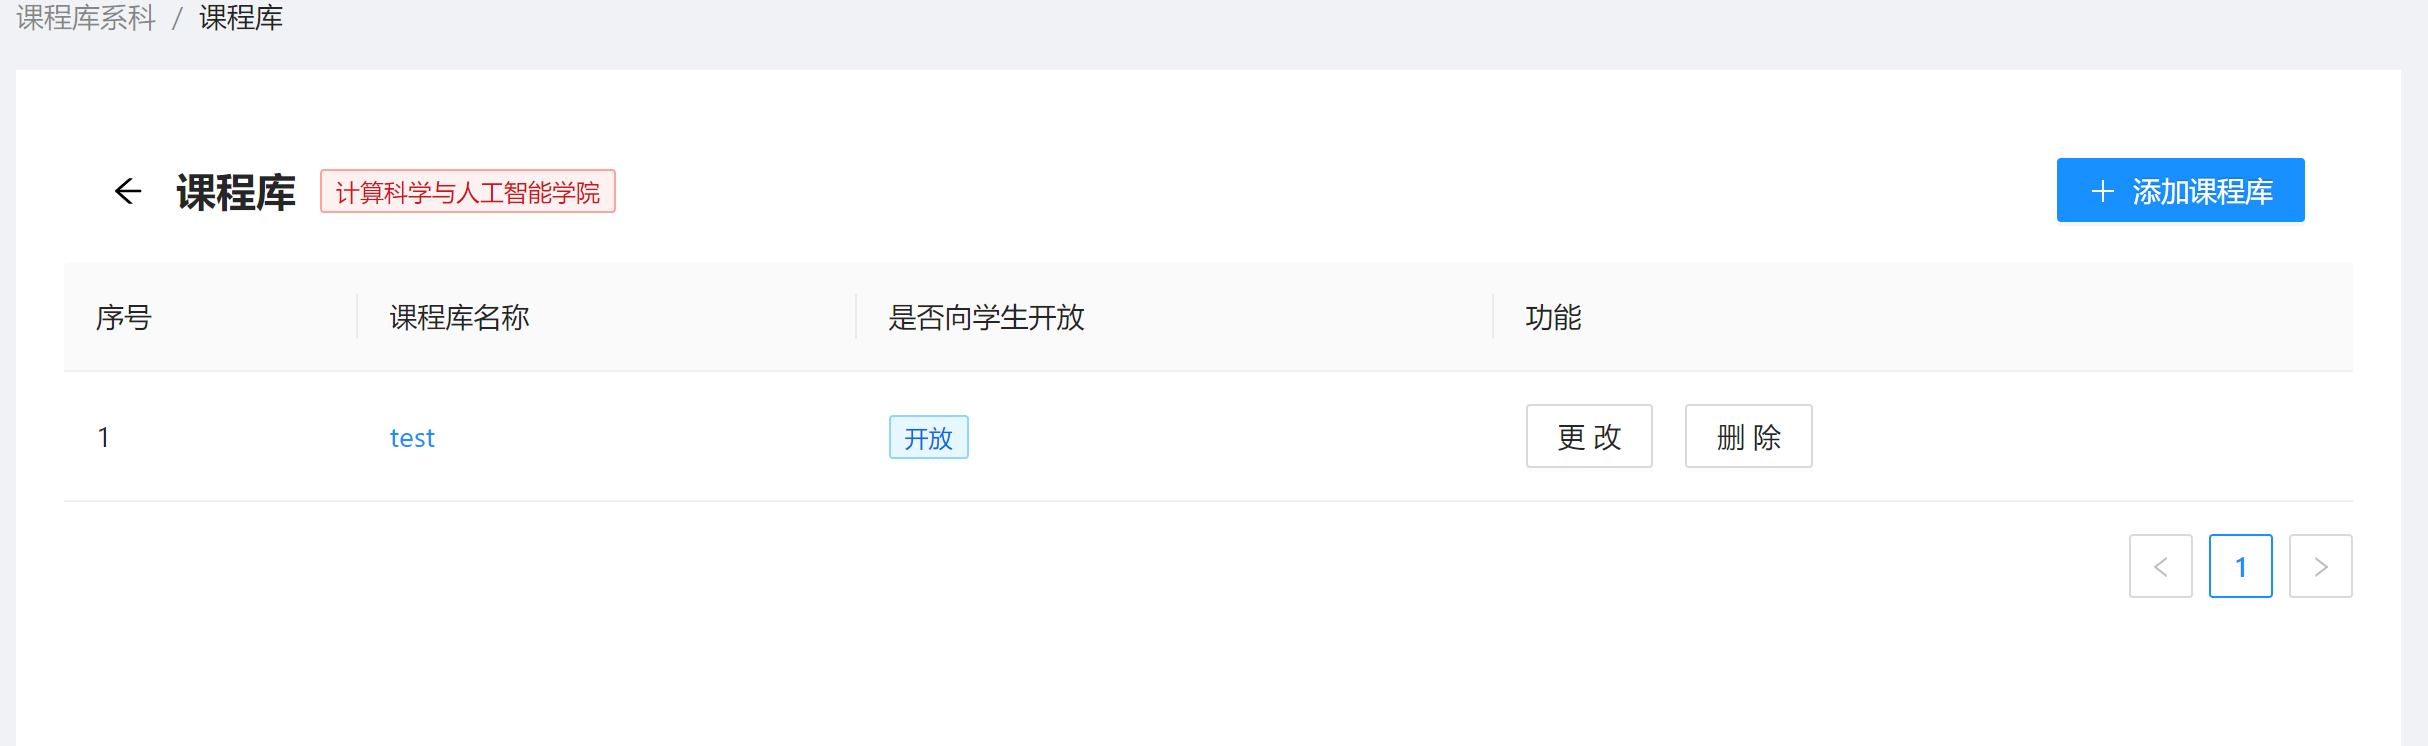 课程库系科 / 课程库
课程库 计算科学与人工智能学院 添加课程库
序号 课程库名称 是否向学生开放 功能
1 test 开放 更 改 删 除
1